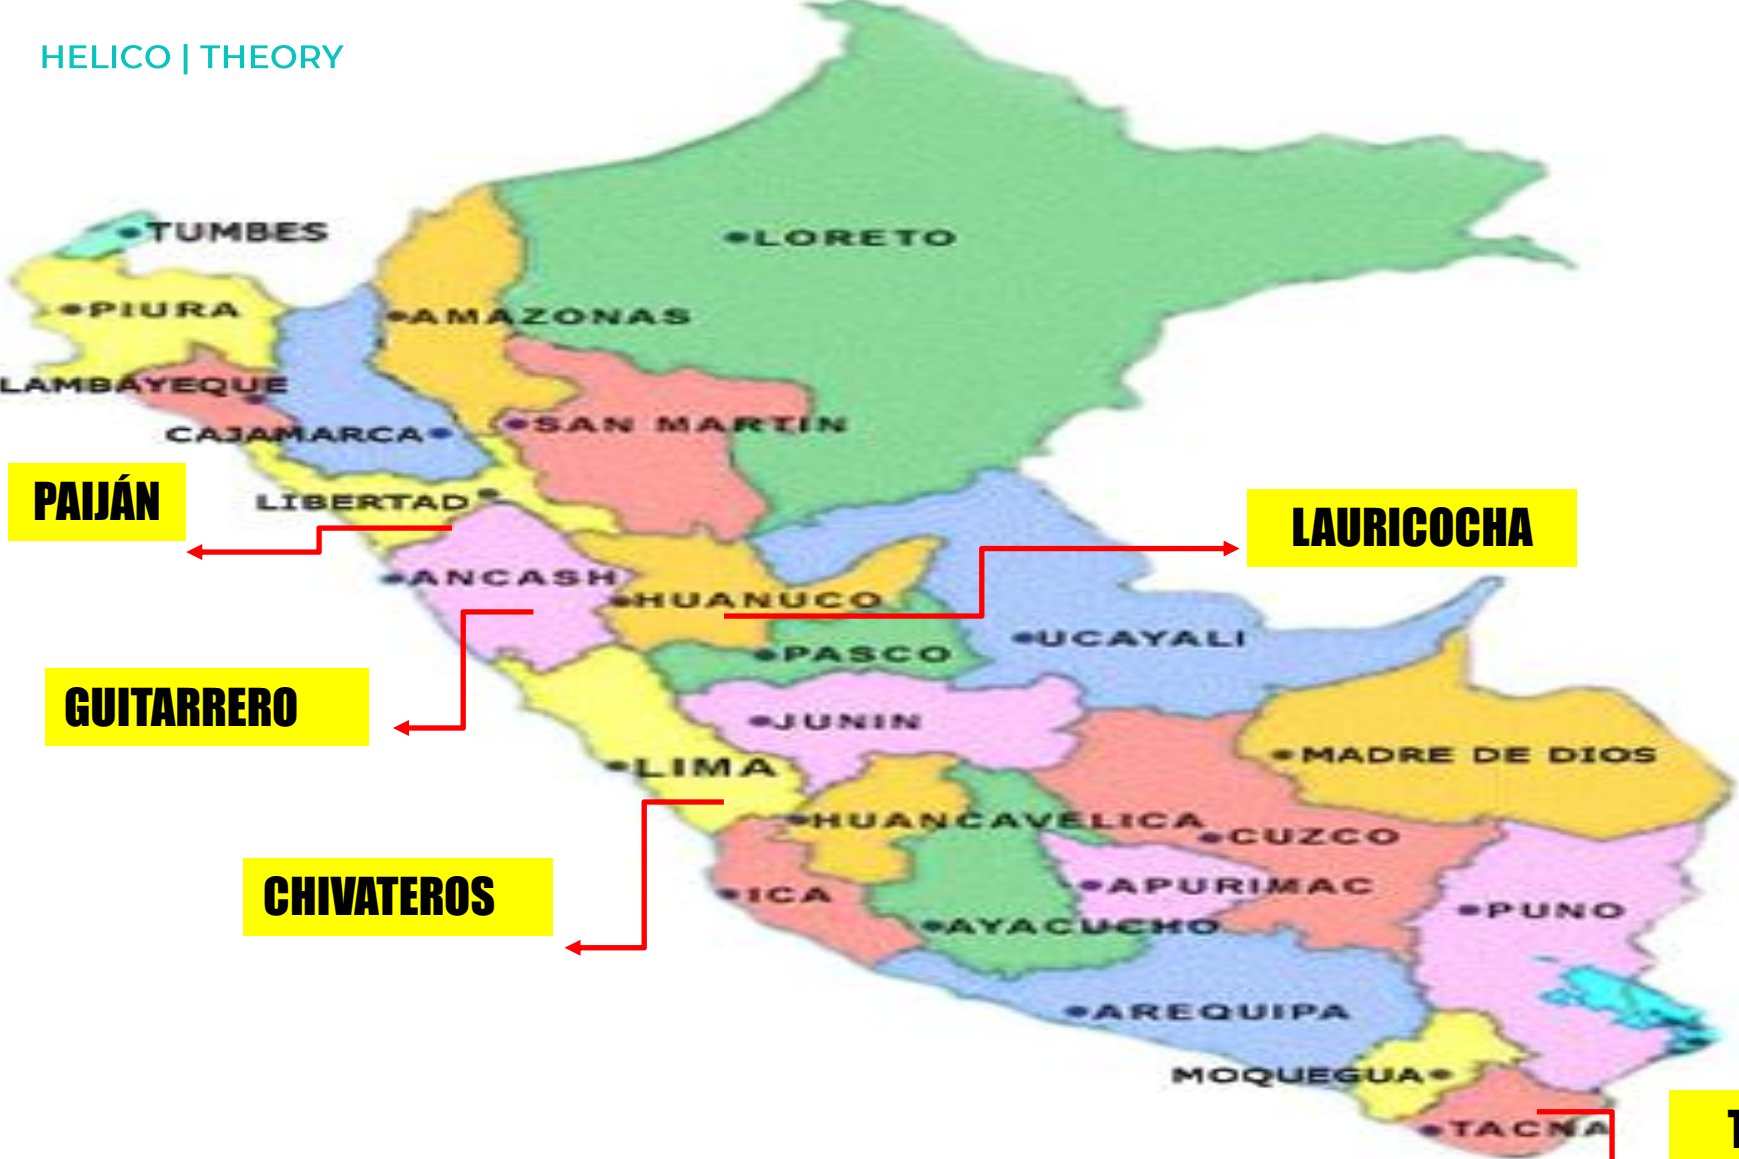 HELICO | THEORY
TUMBES
LORETO
PIURA
AMAZONAS
LAMBAYEQUE
SAN MARTIN
CAJAMARCA
PAIJÁN
LIBERTAD
LAURICOCHA
ANCASH
HUANUCO
UCAYALI
PASCO
GUITARRERO
JUNIN
MADRE DE DIOS
LIMA
HUANCAVELICA
CUZCO
CHIVATEROS
ICA
APURIMAC
PUNO
AYACUCHO
AREQUIPA
MOQUEGUA
TACNA